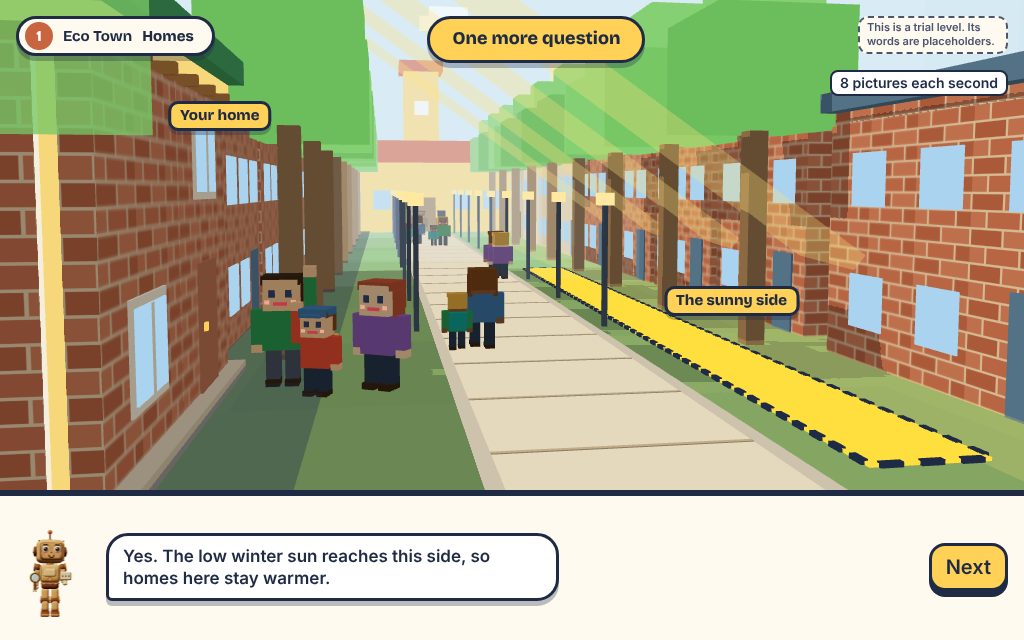 1 Eco Town Homes
One more question
This is a trial level. Its
words are placeholders.
8 pictures each second
Your home
The sunny side
Yes. The low winter sun reaches this side, so
homes here stay warmer.
Next